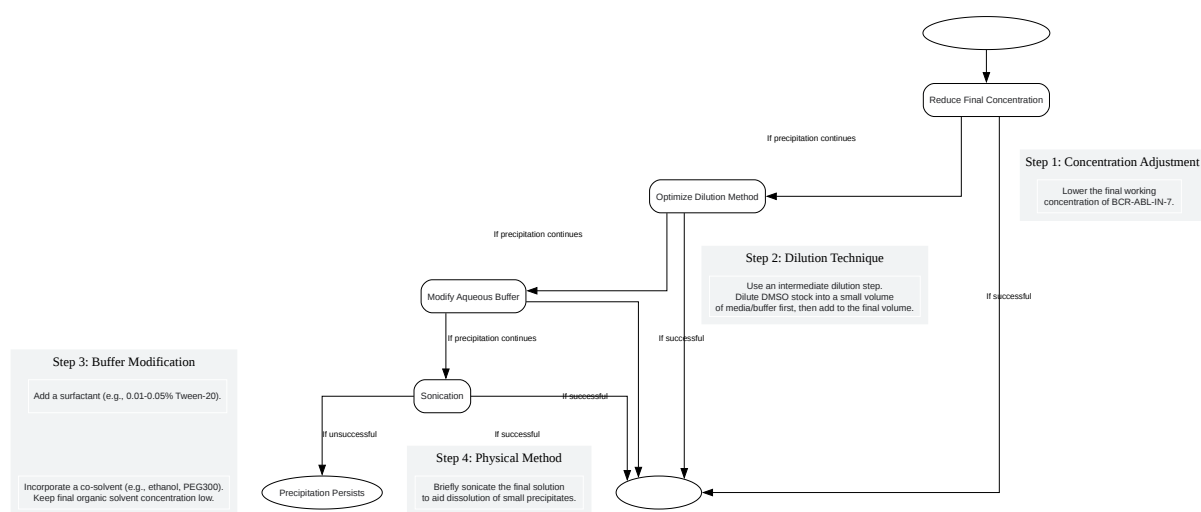 Reduce Final Concentration
If precipitation continues
Step 1: Concentration Adjustment
Lower the final working
concentration of BCR-ABL-IN-7.
Optimize Dilution Method
If precipitation continues
Step 2: Dilution Technique
Use an intermediate dilution step.
Dilute DMSO stock into a small volume
of media/buffer first, then add to the final volume.
Modify Aqueous Buffer
If successful
If precipitation continues
If successful
Step 3: Buffer Modification
Add a surfactant (e.g., 0.01-0.05% Tween-20).
Sonication
If successful
If unsuccessful
If successful
Step 4: Physical Method
Incorporate a co-solvent (e.g., ethanol, PEG300).
Keep final organic solvent concentration low.
Precipitation Persists
Briefly sonicate the final solution
to aid dissolution of small precipitates.